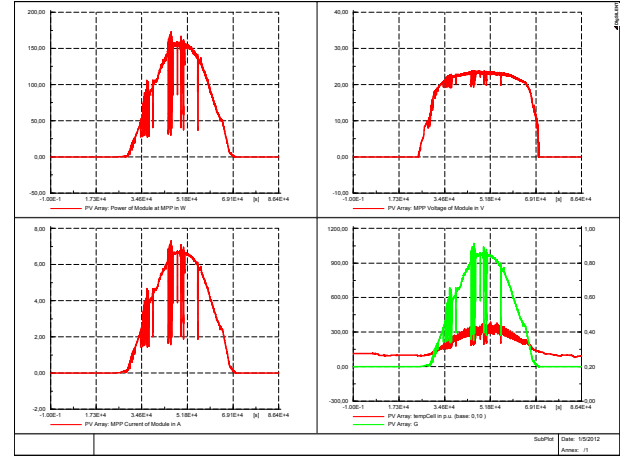 200,00
150,00
100,00
50,00
0,00
-50,00
-1.00E-1 1.73E+4 3.46E+4 5.18E+4 6.91E+4 [s] 8.64E+4
PV Array: Power of Module at MPP in W
40,00
30,00
20,00
10,00
0,00
-10,00
-1.00E-1 1.73E+4 3.46E+4 5.18E+4 6.91E+4 [s] 8.64E+4
PV Array: MPP Voltage of Module in V
DIgSILENT
8,00
6,00
4,00
2,00
0,00
-2,00
-1.00E-1 1.73E+4 3.46E+4 5.18E+4 6.91E+4 [s] 8.64E+4
PV Array: MPP Current of Module in A
1200,00 1,00
900,00 0,80
600,00 0,60
300,00 0,40
0,00 0,20
-300,00 0,00
-1.00E-1 1.73E+4 3.46E+4 5.18E+4 6.91E+4 [s] 8.64E+4
PV Array: tempCell in p.u. (base: 0,10 )
PV Array: G
SubPlot Date: 1/5/2012
Annex: /1